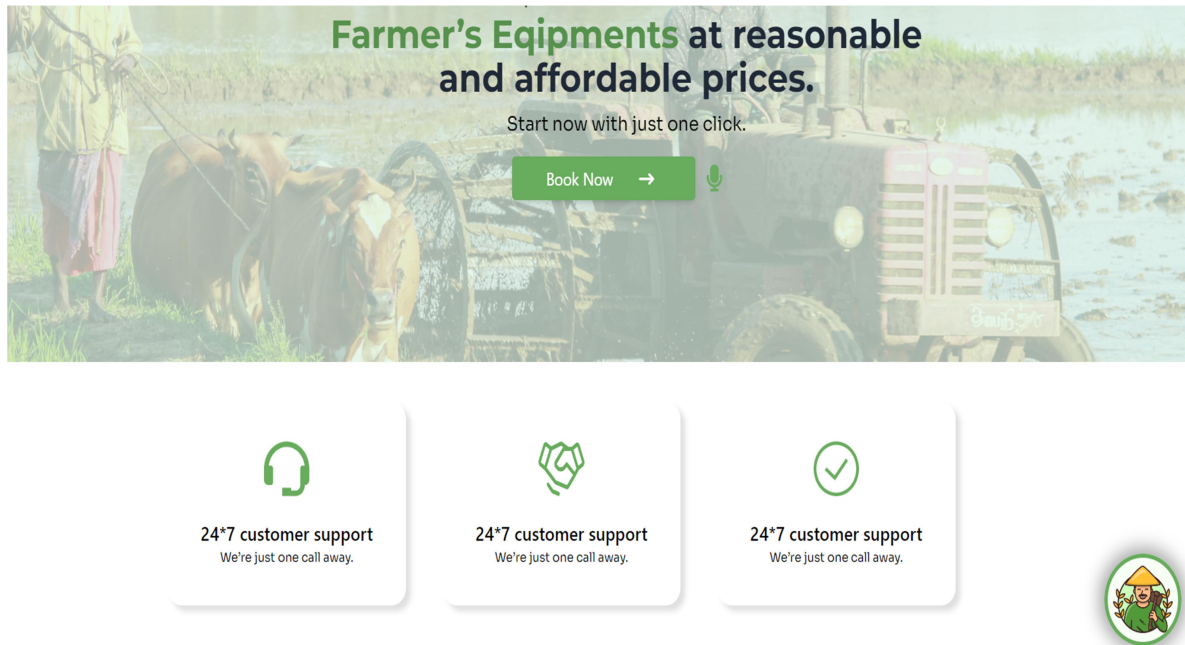 Farmer's Eqipments at reasonable
and affordable prices.
Start now with just one click.
Book Now
24*7 customer support
We're just one call away.
24*7 customer support
We're just one call away.
24*7 customer support
We're just one call away.